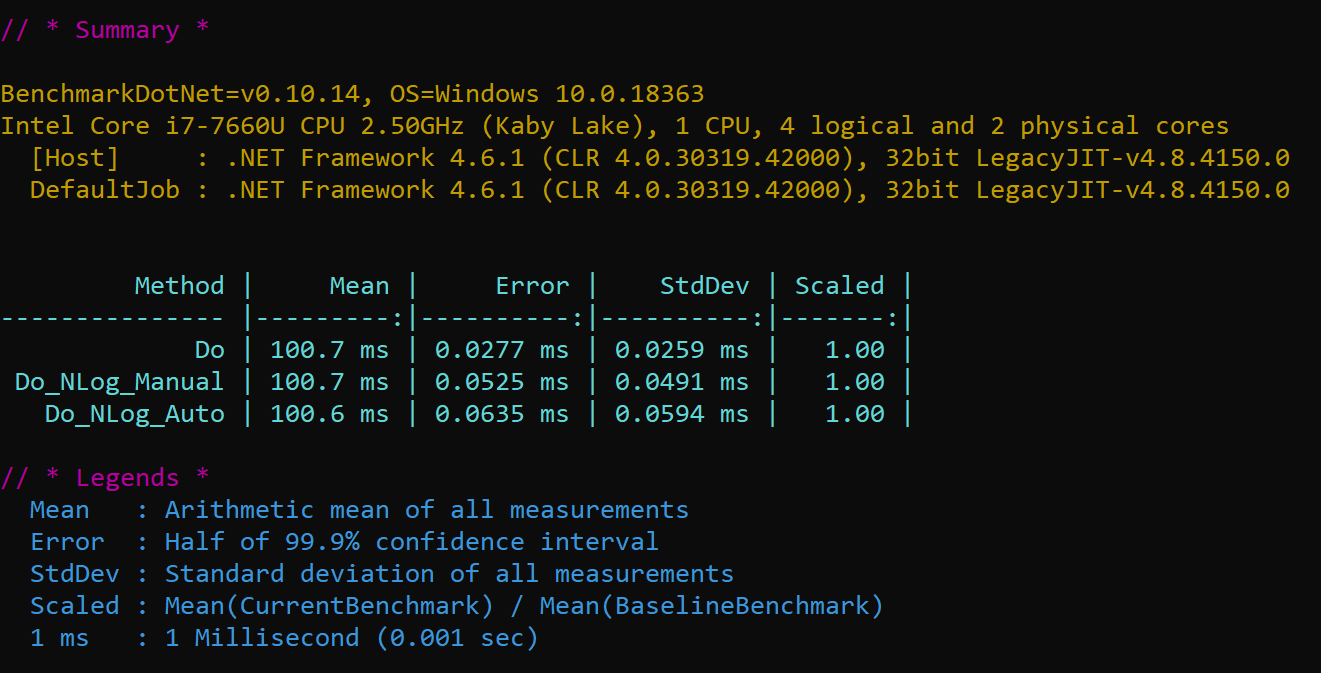 // * Summary *
BenchmarkDotNet=v0.10.14, OS=Windows 10.0.18363
Intel Core i7-7660U CPU 2.50GHz (Kaby Lake), 1 CPU, 4 logical and 2 physical cores
  [Host]     : .NET Framework 4.6.1 (CLR 4.0.30319.42000), 32bit LegacyJIT-v4.8.4150.0
  DefaultJob : .NET Framework 4.6.1 (CLR 4.0.30319.42000), 32bit LegacyJIT-v4.8.4150.0
         Method |     Mean |     Error |    StdDev | Scaled |
--------------- |---------:|----------:|----------:|-------:|
             Do | 100.7 ms | 0.0277 ms | 0.0259 ms |   1.00 |
 Do_NLog_Manual | 100.7 ms | 0.0525 ms | 0.0491 ms |   1.00 |
   Do_NLog_Auto | 100.6 ms | 0.0635 ms | 0.0594 ms |   1.00 |
// * Legends *
  Mean   : Arithmetic mean of all measurements
  Error  : Half of 99.9% confidence interval
  StdDev : Standard deviation of all measurements
  Scaled : Mean(CurrentBenchmark) / Mean(BaselineBenchmark)
  1 ms   : 1 Millisecond (0.001 sec)